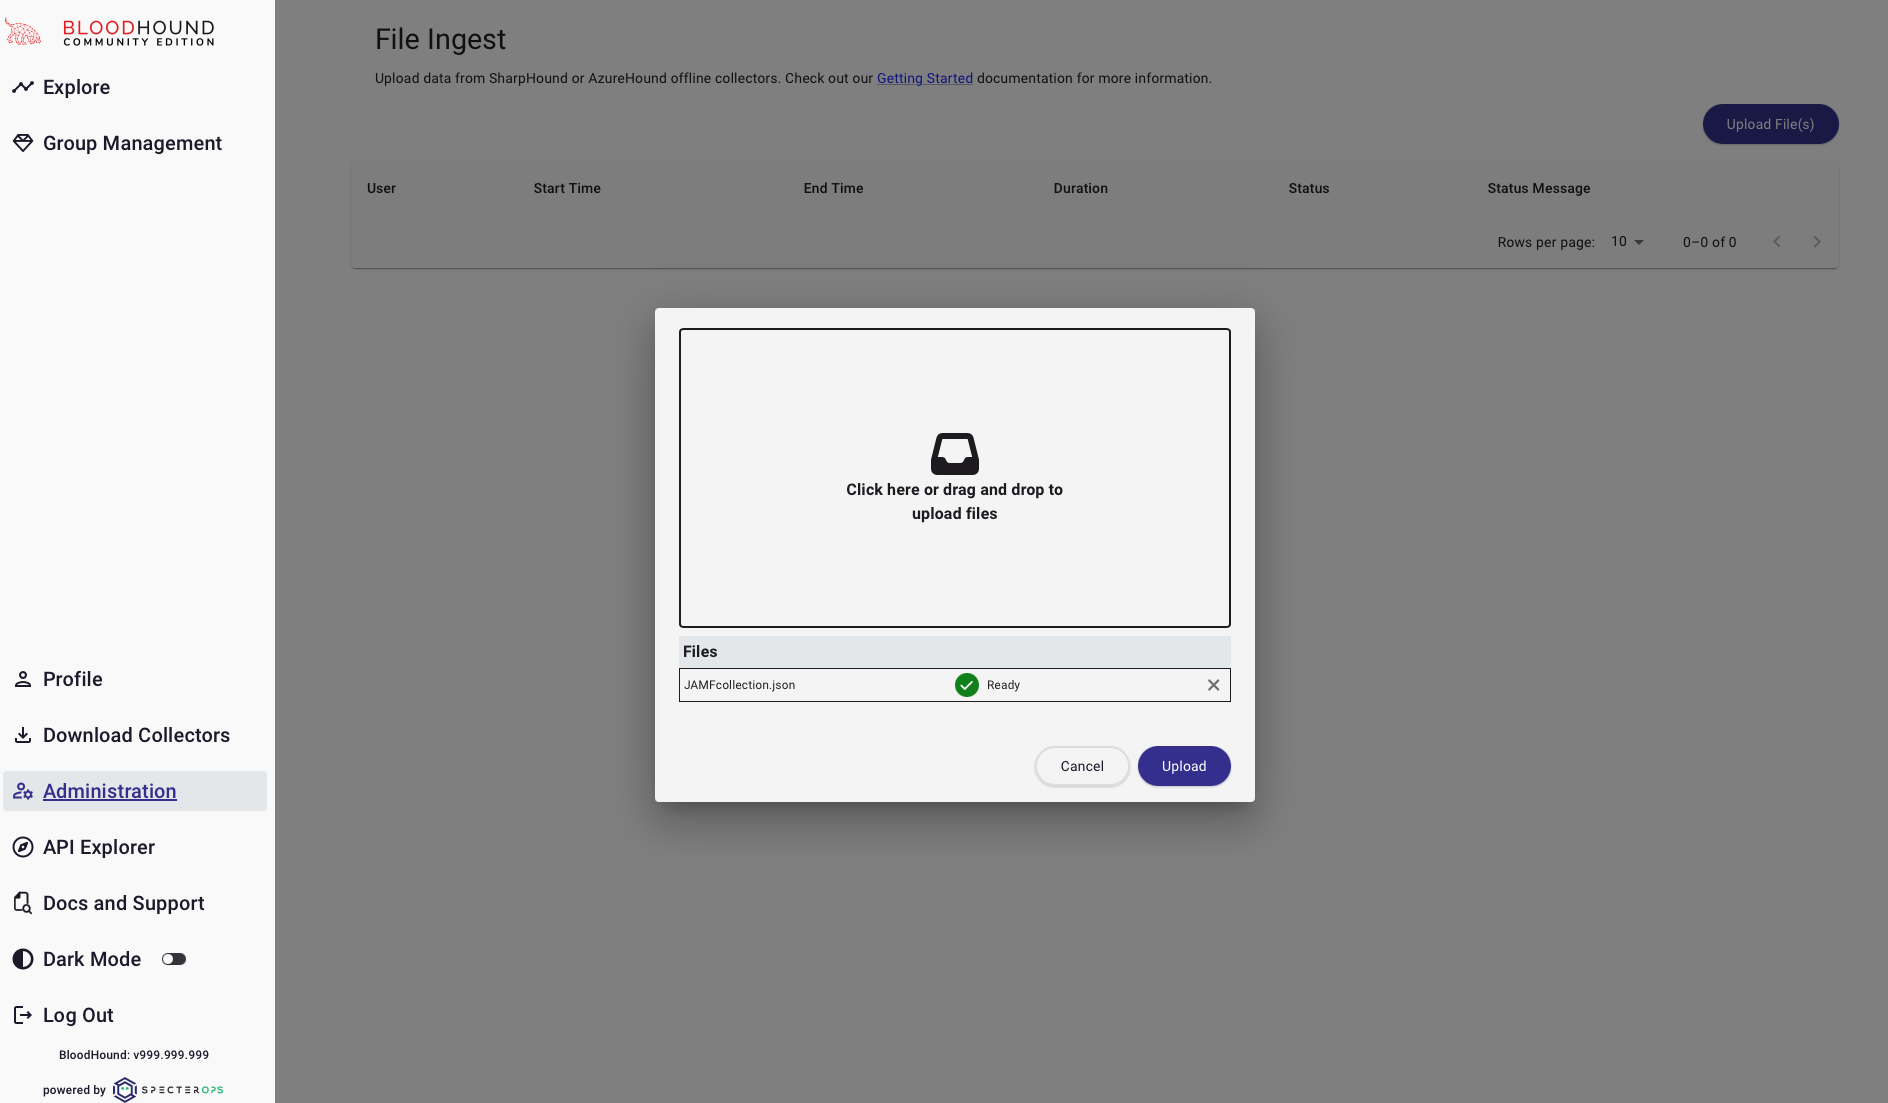 BLOODHOUND
COMMUNITY EDITION
Explore
Group Management
Profile
Download Collectors
Administration
API Explorer
Docs and Support
Dark Mode
Log Out
BloodHound: v999.999.999
powered by SPECTEROPS
File Ingest
Upload data from SharpHound or AzureHound offline collectors. Check out our Getting Started documentation for more information.
Upload File(s)
User Start Time End Time Duration Status Status Message
Rows per page: 10 0–0 of 0
Click here or drag and drop to
upload files
Files
JAMFcollection.json Ready
Cancel Upload